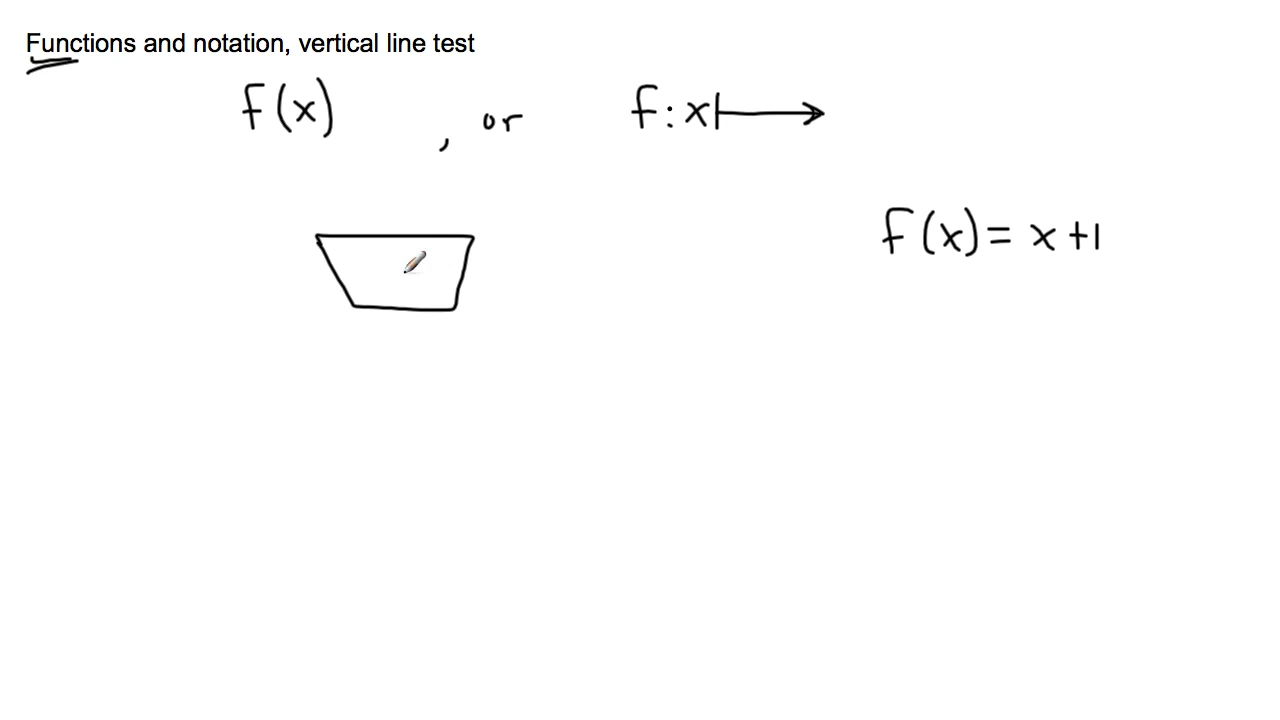 Functions and notation, vertical line test
f(x) , or f: x↦
f(x) = x+1